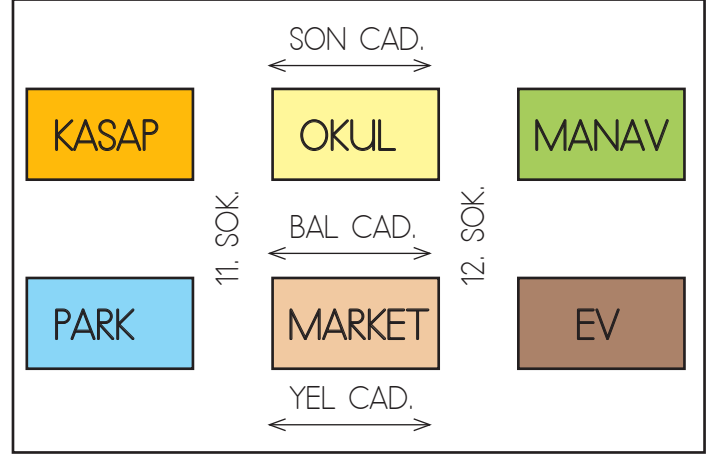 SON CAD.
KASAP
OKUL
MANAV
11. SOK.
BAL CAD.
12. SOK.
PARK
MARKET
EV
YEL CAD.